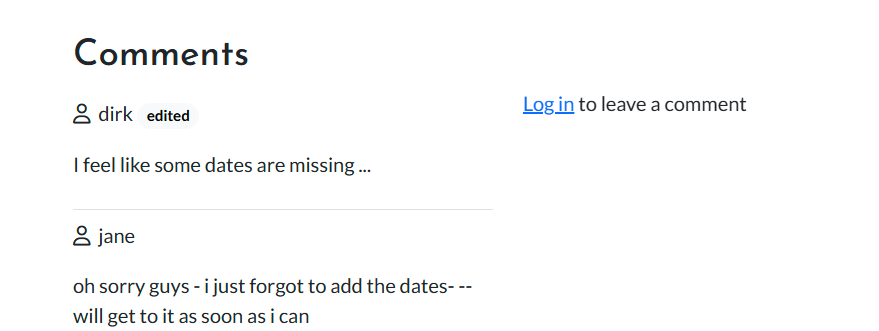 Comments
dirk edited
Log in to leave a comment
I feel like some dates are missing ...
jane
oh sorry guys - i just forgot to add the dates- --
will get to it as soon as i can